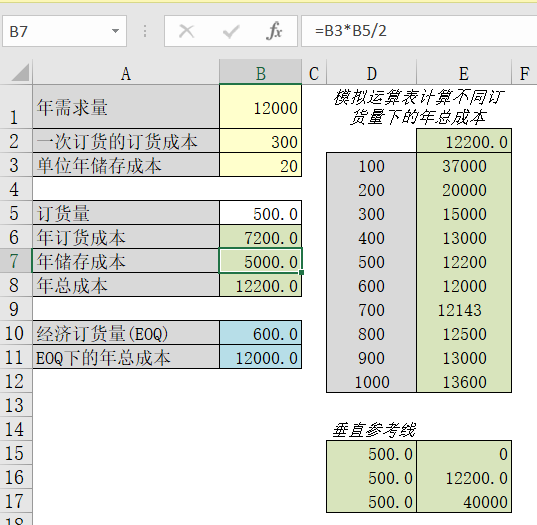 B7 fx =B3*B5/2
A B C D E F
1 年需求量 12000 模拟运算表计算不同订
货量下的年总成本
2 一次订货的订货成本 300 12200.0
3 单位年储存成本 20 100 37000
4 200 20000
5 订货量 500.0 300 15000
6 年订货成本 7200.0 400 13000
7 年储存成本 5000.0 500 12200
8 年总成本 12200.0 600 12000
9 700 12143
10 经济订货量(EOQ) 600.0 800 12500
11 EOQ下的年总成本 12000.0 900 13000
12 1000 13600
13
14 垂直参考线
15 500.0 0
16 500.0 12200.0
17 500.0 40000
18